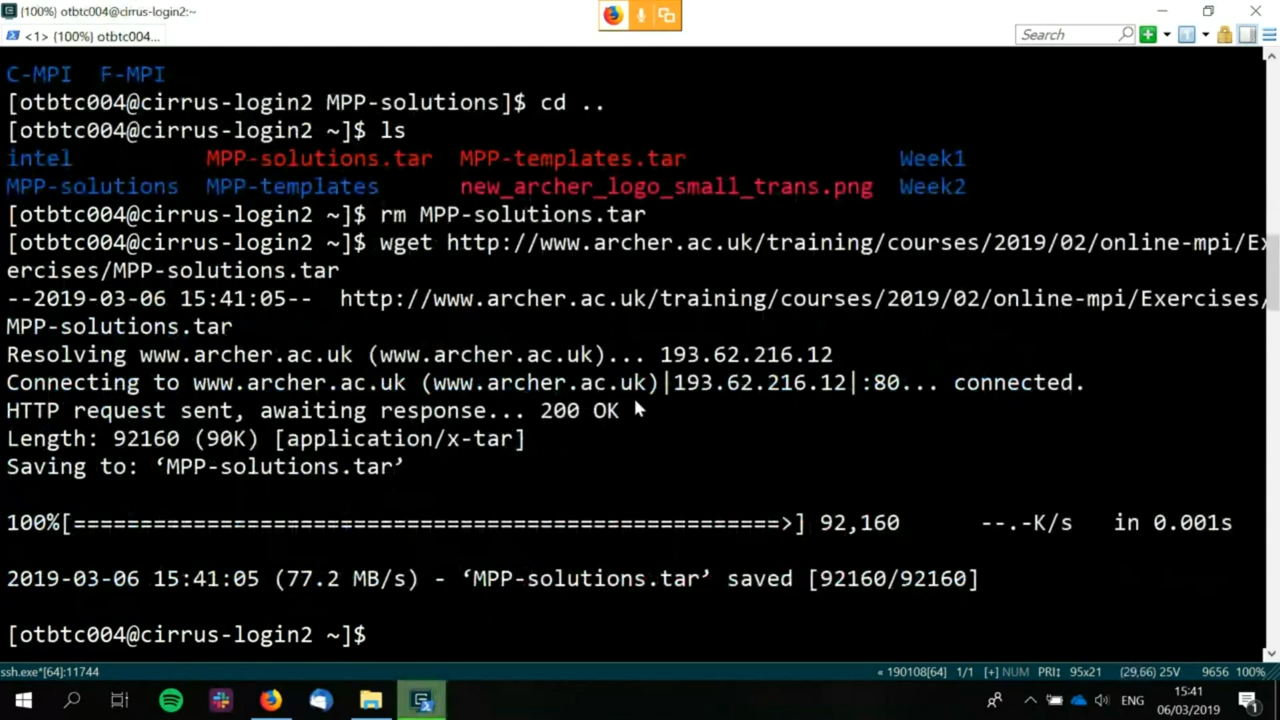 (100%) otbtc004@cirrus-login2:~
<1> (100%) otbtc004...
Search
C-MPI F-MPI
[otbtc004@cirrus-login2 MPP-solutions]$ cd ..
[otbtc004@cirrus-login2 ~]$ ls
intel MPP-solutions.tar MPP-templates.tar Week1
MPP-solutions MPP-templates new_archer_logo_small_trans.png Week2
[otbtc004@cirrus-login2 ~]$ rm MPP-solutions.tar
[otbtc004@cirrus-login2 ~]$ wget http://www.archer.ac.uk/training/courses/2019/02/online-mpi/Ex
ercises/MPP-solutions.tar
--2019-03-06 15:41:05-- http://www.archer.ac.uk/training/courses/2019/02/online-mpi/Exercises/
MPP-solutions.tar
Resolving www.archer.ac.uk (www.archer.ac.uk)... 193.62.216.12
Connecting to www.archer.ac.uk (www.archer.ac.uk)|193.62.216.12|:80... connected.
HTTP request sent, awaiting response... 200 OK
Length: 92160 (90K) [application/x-tar]
Saving to: ‘MPP-solutions.tar’
100%[=====================================================>] 92,160 --.-K/s in 0.001s
2019-03-06 15:41:05 (77.2 MB/s) - ‘MPP-solutions.tar’ saved [92160/92160]
[otbtc004@cirrus-login2 ~]$
ssh.exe*[64]:11744 « 190108[64] 1/1 [+] NUM PRI: 95x21 (29,66) 25V 9656 100%
ENG
15:41
06/03/2019
1